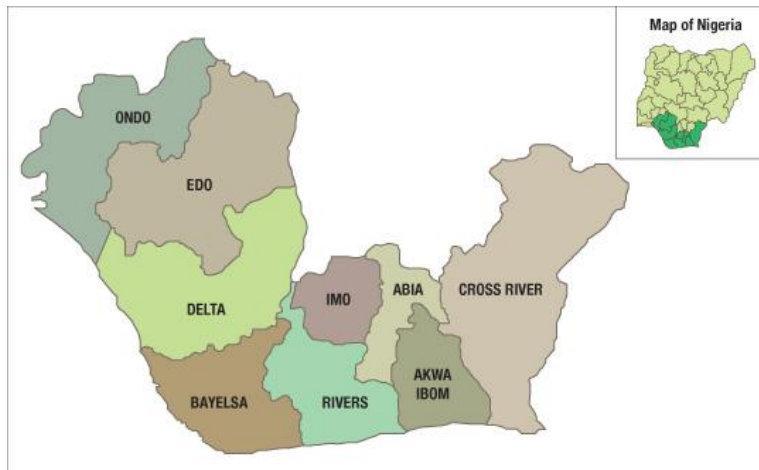 Map of Nigeria
ONDO
EDO
DELTA
IMO
ABIA
CROSS RIVER
BAYELSA
RIVERS
AKWA
IBOM